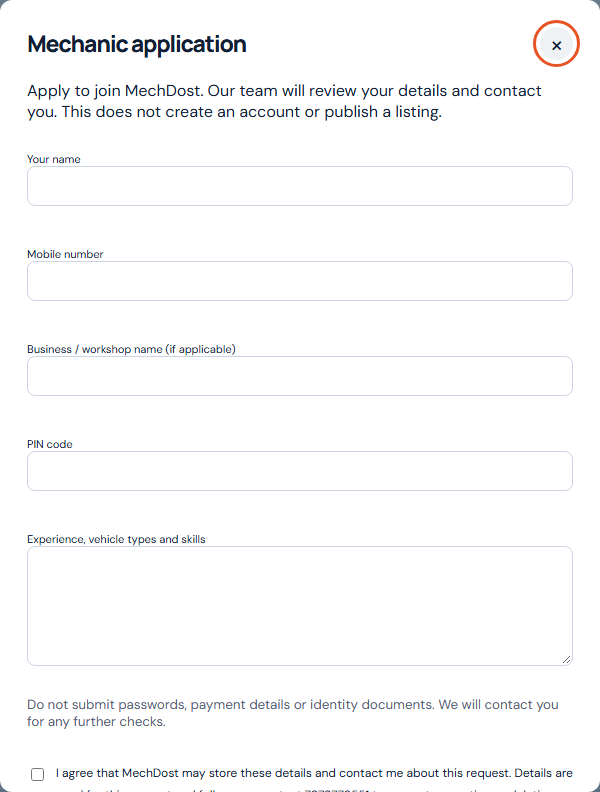 Mechanic application
×
Apply to join MechDost. Our team will review your details and contact
you. This does not create an account or publish a listing.
Your name
Mobile number
Business / workshop name (if applicable)
PIN code
Experience, vehicle types and skills
Do not submit passwords, payment details or identity documents. We will contact you
for any further checks.
I agree that MechDost may store these details and contact me about this request. Details are